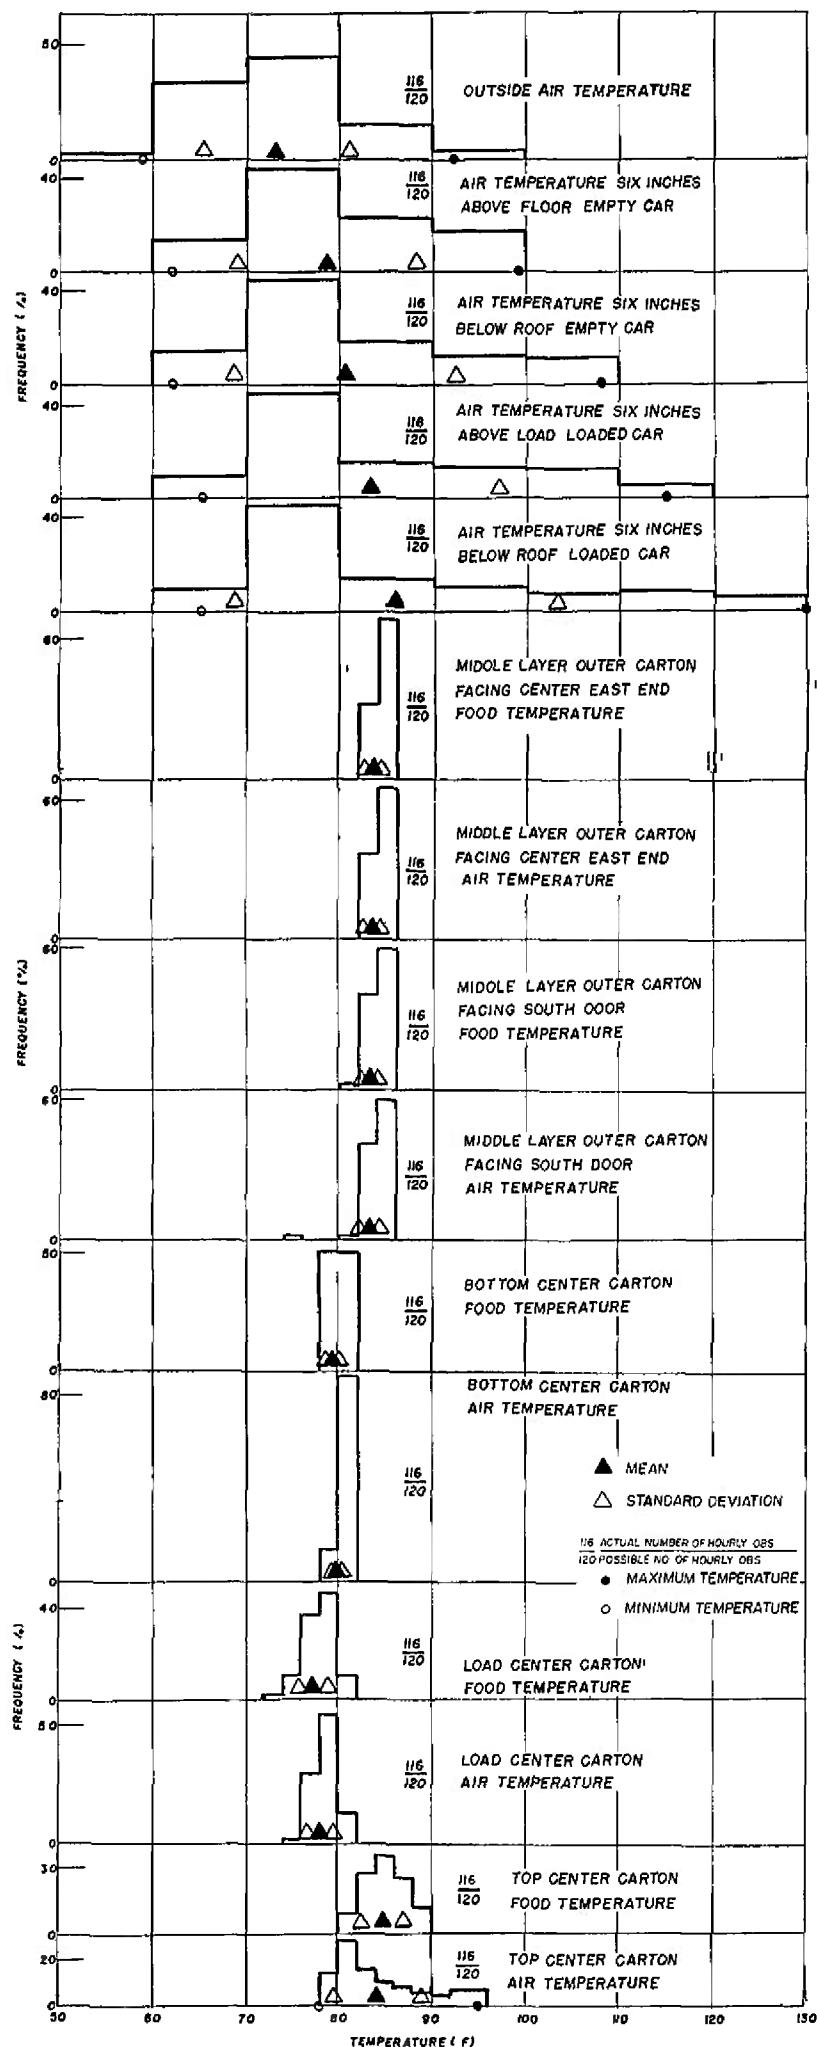 50
116
120
OUTSIDE AIR TEMPERATURE
0
40
116
120
AIR TEMPERATURE SIX INCHES
ABOVE FLOOR EMPTY CAR
0
40
116
120
AIR TEMPERATURE SIX INCHES
BELOW ROOF EMPTY CAR
FREQUENCY (%)
0
40
116
120
AIR TEMPERATURE SIX INCHES
ABOVE LOAD LOADED CAR
0
40
116
120
AIR TEMPERATURE SIX INCHES
BELOW ROOF LOADED CAR
0
60
116
120
MIDDLE LAYER OUTER CARTON
FACING CENTER EAST END
FOOD TEMPERATURE
0
60
116
120
MIDDLE LAYER OUTER CARTON
FACING CENTER EAST END
AIR TEMPERATURE
0
60
116
120
MIDDLE LAYER OUTER CARTON
FACING SOUTH DOOR
FOOD TEMPERATURE
FREQUENCY (%)
0
60
116
120
MIDDLE LAYER OUTER CARTON
FACING SOUTH DOOR
AIR TEMPERATURE
0
50
116
120
BOTTOM CENTER CARTON
FOOD TEMPERATURE
0
80
116
120
BOTTOM CENTER CARTON
AIR TEMPERATURE
MEAN
STANDARD DEVIATION
116 ACTUAL NUMBER OF HOURLY OBS
120 POSSIBLE NO. OF HOURLY OBS
MAXIMUM TEMPERATURE
MINIMUM TEMPERATURE
0
40
116
120
LOAD CENTER CARTON
FOOD TEMPERATURE
FREQUENCY (%)
0
50
116
120
LOAD CENTER CARTON
AIR TEMPERATURE
0
30
116
120
TOP CENTER CARTON
FOOD TEMPERATURE
0
20
116
120
TOP CENTER CARTON
AIR TEMPERATURE
0
50 60 70 80 90 100 110 120 130
TEMPERATURE (F)